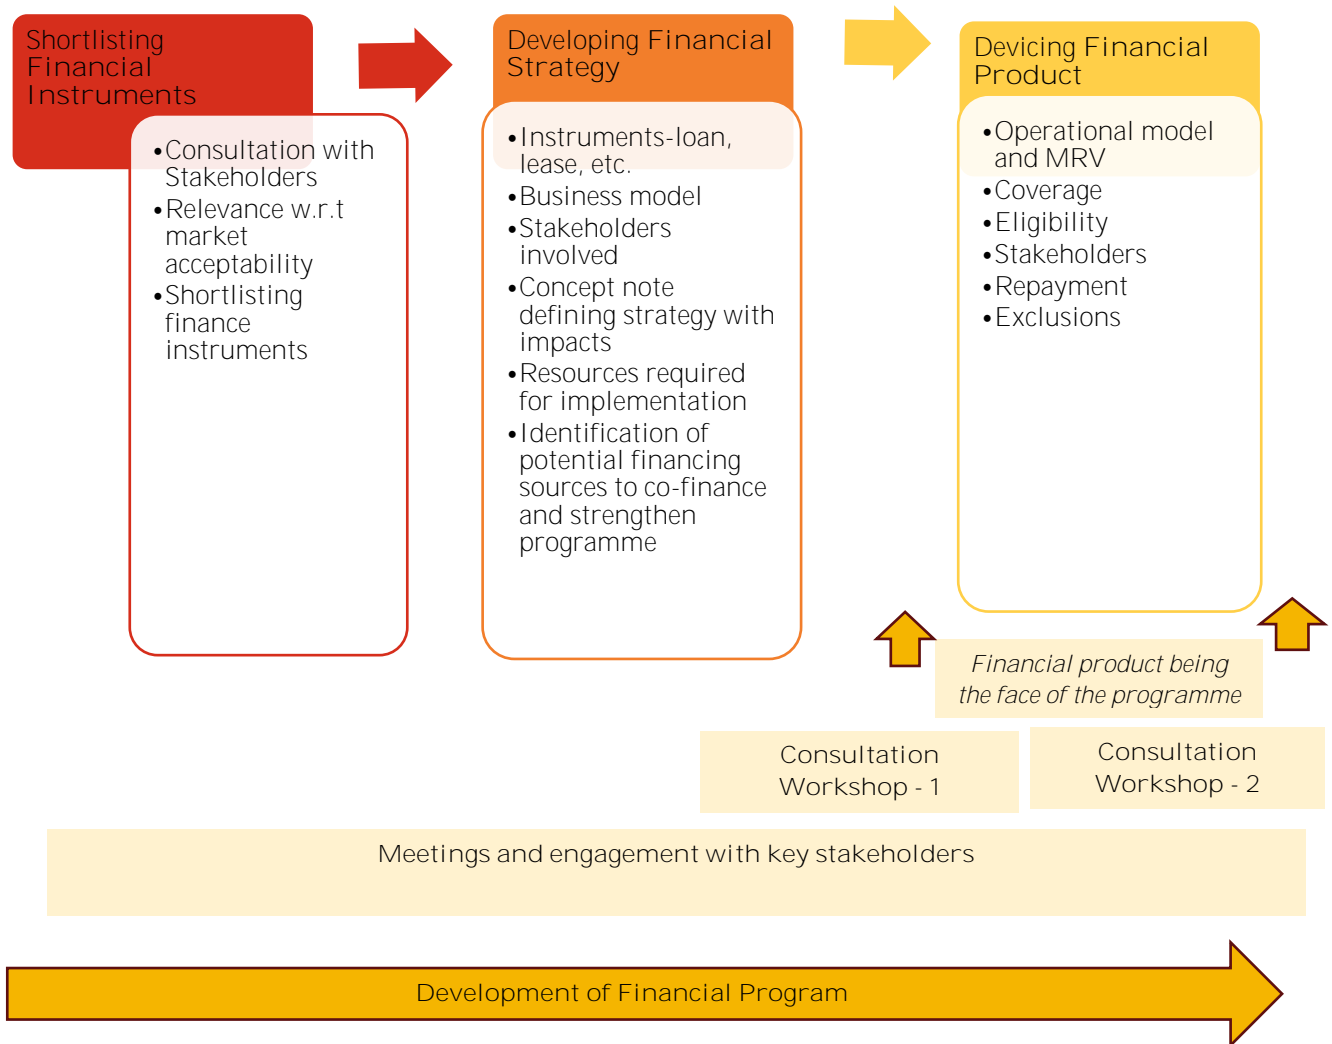 Shortlisting
Financial
Instruments
•Consultation with
Stakeholders
•Relevance w.r.t
market
acceptability
•Shortlisting
finance
instruments
Developing Financial
Strategy
•Instruments-loan,
lease, etc.
•Business model
•Stakeholders
involved
•Concept note
defining strategy with
impacts
•Resources required
for implementation
•Identification of
potential financing
sources to co-finance
and strengthen
programme
Devicing Financial
Product
•Operational model
and MRV
•Coverage
•Eligibility
•Stakeholders
•Repayment
•Exclusions
Financial product being
the face of the programme
Consultation
Workshop - 1
Consultation
Workshop - 2
Meetings and engagement with key stakeholders
Development of Financial Program